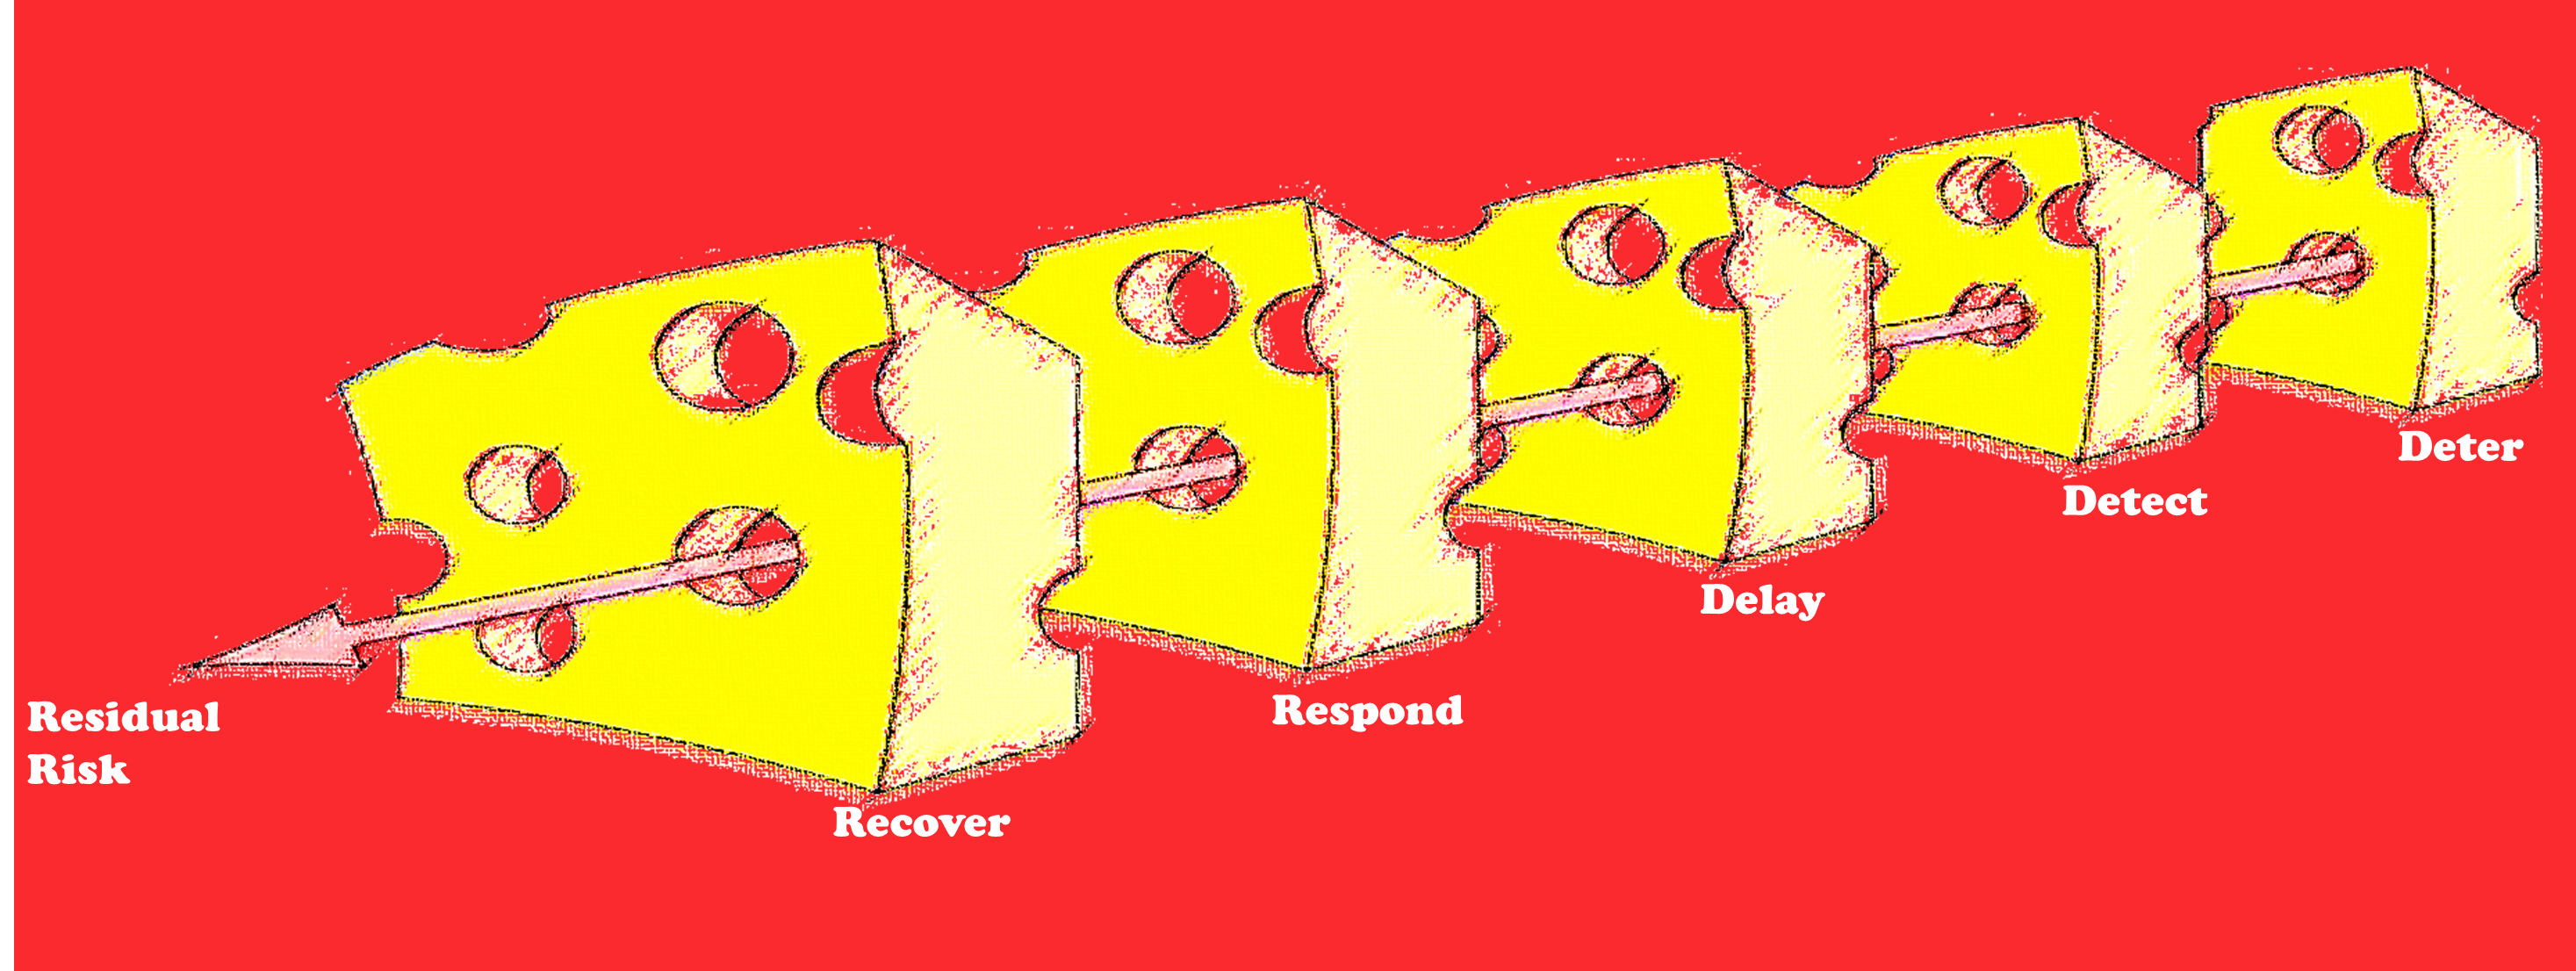 Deter
Detect
Delay
Respond
Residual
Risk
Recover